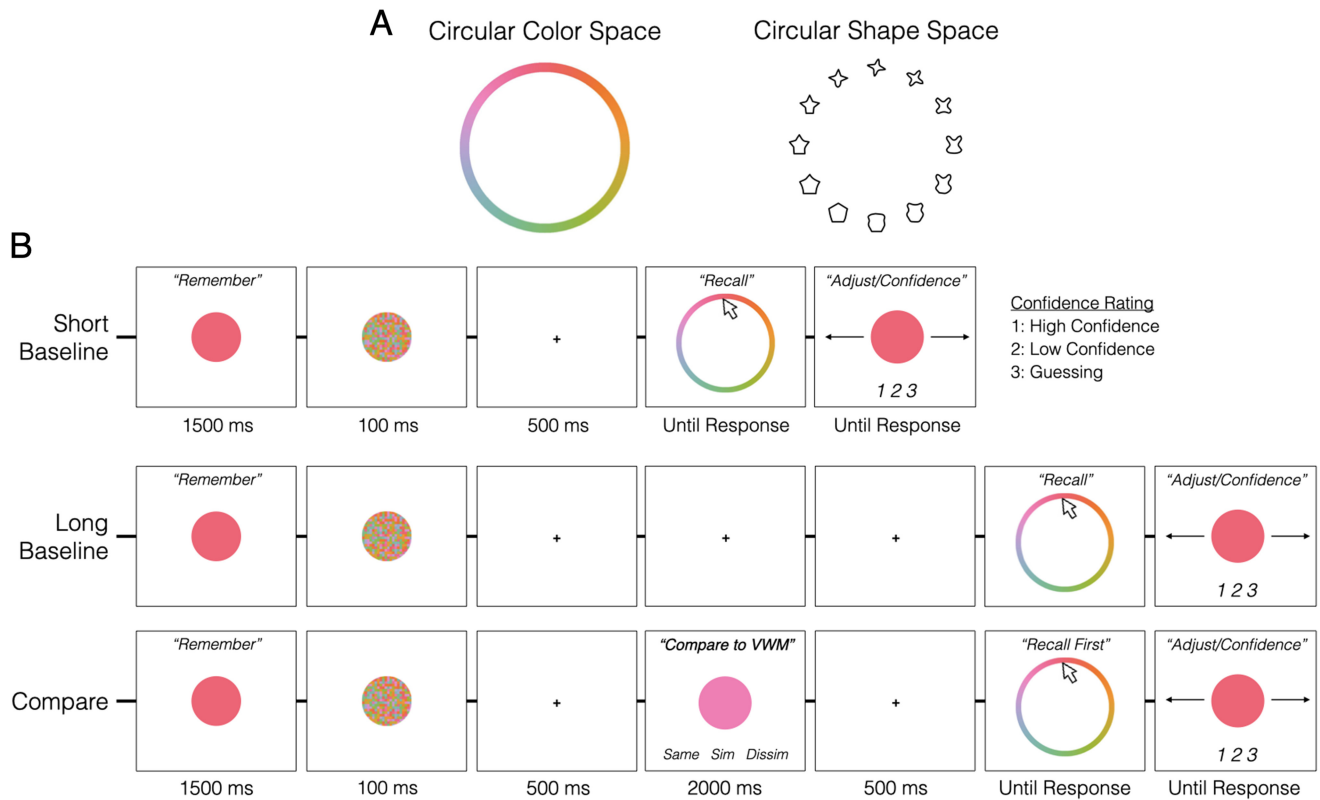 A
Circular Color Space
Circular Shape Space
B
Short
Baseline
“Remember”
“Recall”
“Adjust/Confidence”
1 2 3
1500 ms
100 ms
500 ms
Until Response
Until Response
Confidence Rating
1: High Confidence
2: Low Confidence
3: Guessing
Long
Baseline
“Remember”
“Recall”
“Adjust/Confidence”
1 2 3
Compare
“Remember”
“Compare to VWM”
Same Sim Dissim
“Recall First”
“Adjust/Confidence”
1 2 3
1500 ms
100 ms
500 ms
2000 ms
500 ms
Until Response
Until Response